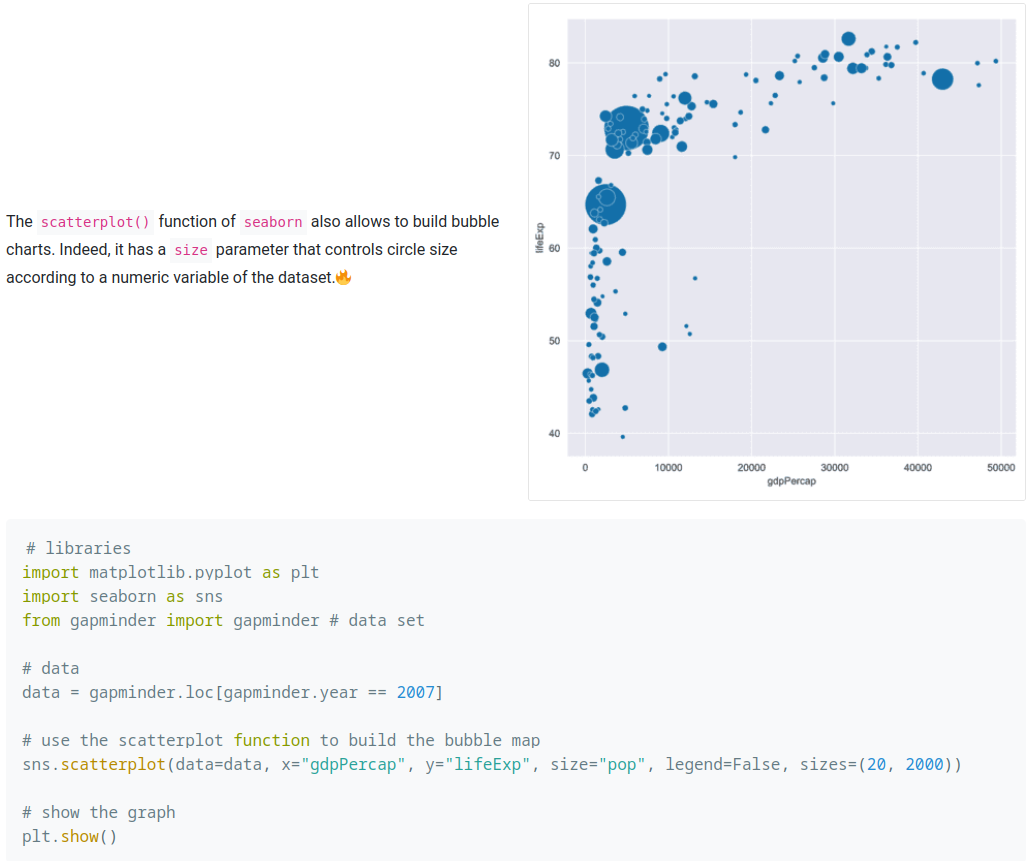 The scatterplot() function of seaborn also allows to build bubble
charts. Indeed, it has a size parameter that controls circle size
according to a numeric variable of the dataset.🔥
80
70
60
50
40
lifeExp
0 10000 20000 30000 40000 50000
gdpPercap
# libraries
import matplotlib.pyplot as plt
import seaborn as sns
from gapminder import gapminder # data set
# data
data = gapminder.loc[gapminder.year == 2007]
# use the scatterplot function to build the bubble map
sns.scatterplot(data=data, x="gdpPercap", y="lifeExp", size="pop", legend=False, sizes=(20, 2000))
# show the graph
plt.show()